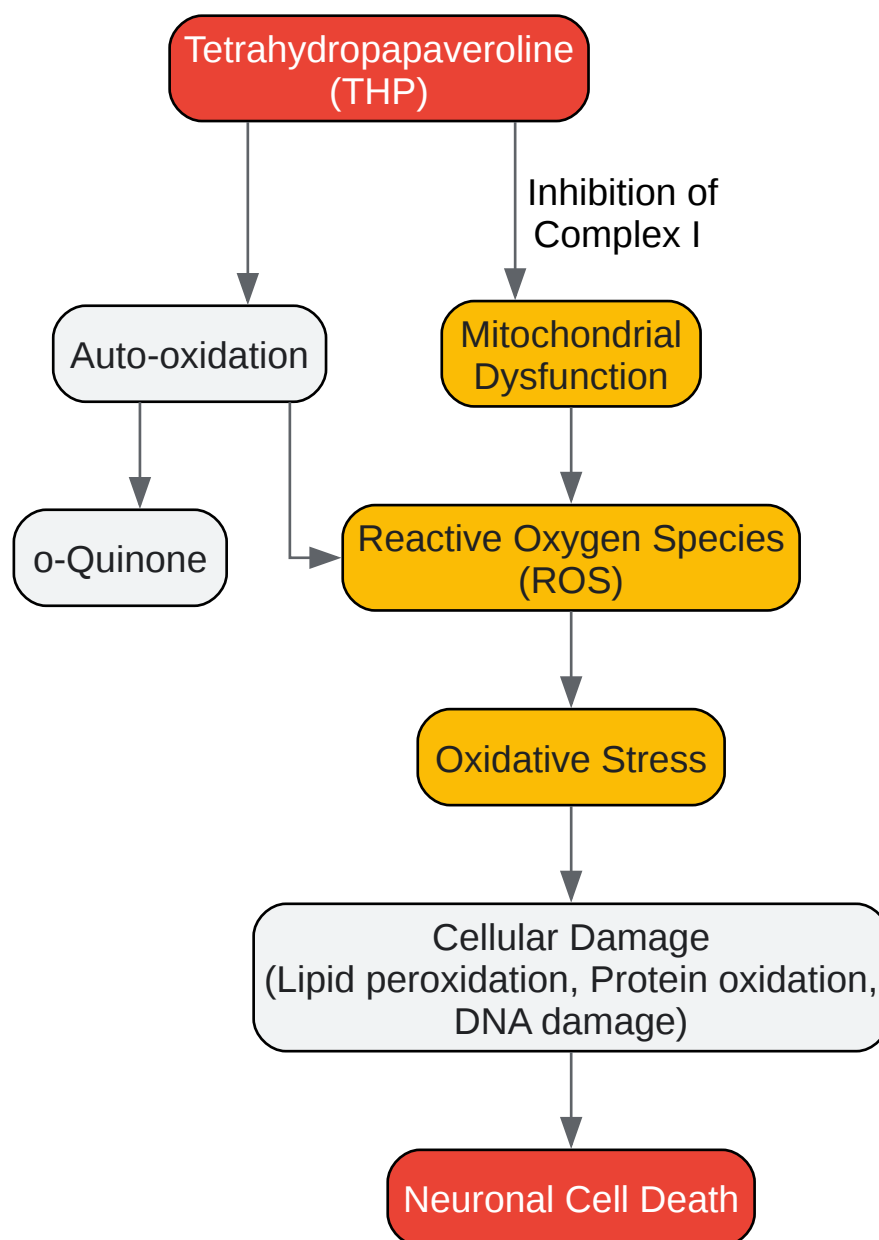 Tetrahydropapaveroline
(THP)
Inhibition of
Complex I
Auto-oxidation
Mitochondrial
Dysfunction
o-Quinone
Reactive Oxygen Species
(ROS)
Oxidative Stress
Cellular Damage
(Lipid peroxidation, Protein oxidation,
DNA damage)
Neuronal Cell Death